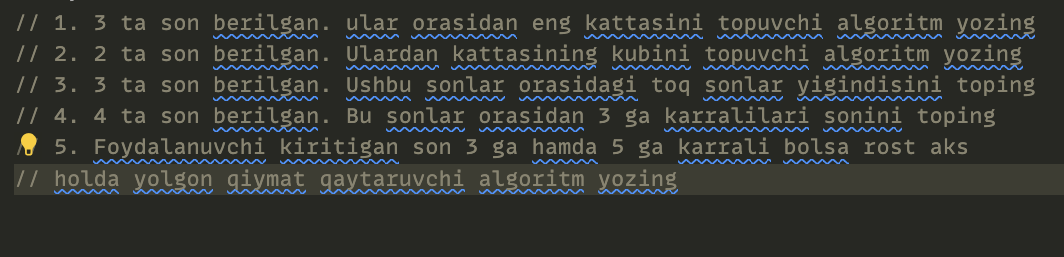 // 1. 3 ta son berilgan. ular orasidan eng kattasini topuvchi algoritm yozing
// 2. 2 ta son berilgan. Ulardan kattasining kubini topuvchi algoritm yozing
// 3. 3 ta son berilgan. Ushbu sonlar orasidagi toq sonlar yigindisini toping
// 4. 4 ta son berilgan. Bu sonlar orasidan 3 ga karralilari sonini toping
// 5. Foydalanuvchi kiritigan son 3 ga hamda 5 ga karrali bolsa rost aks
// holda yolgon qiymat qaytaruvchi algoritm yozing